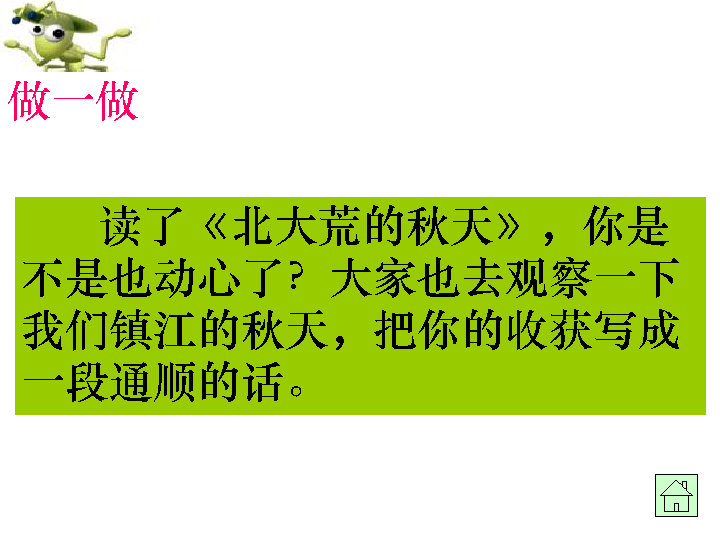 做一做
读了《北大荒的秋天》，你是
不是也动心了？大家也去观察一下
我们镇江的秋天，把你的收获写成
一段通顺的话。